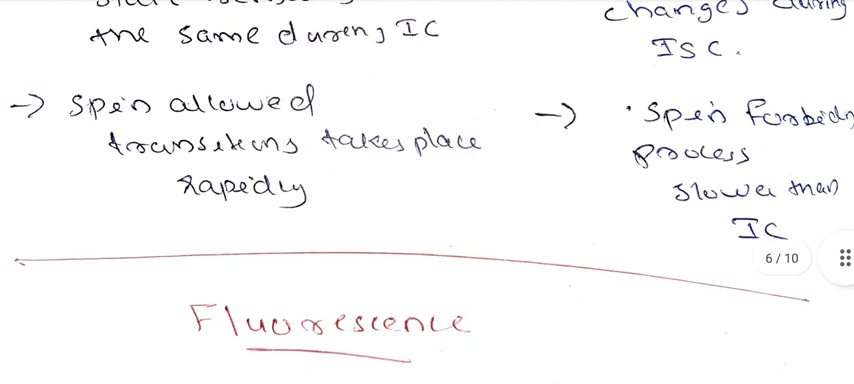 the same during IC
changes during
ISC.
-> spin allowed
transitions takes place
rapidly
-> · Spin Forbidn
process
slower than
IC
6 / 10
Fluorescence